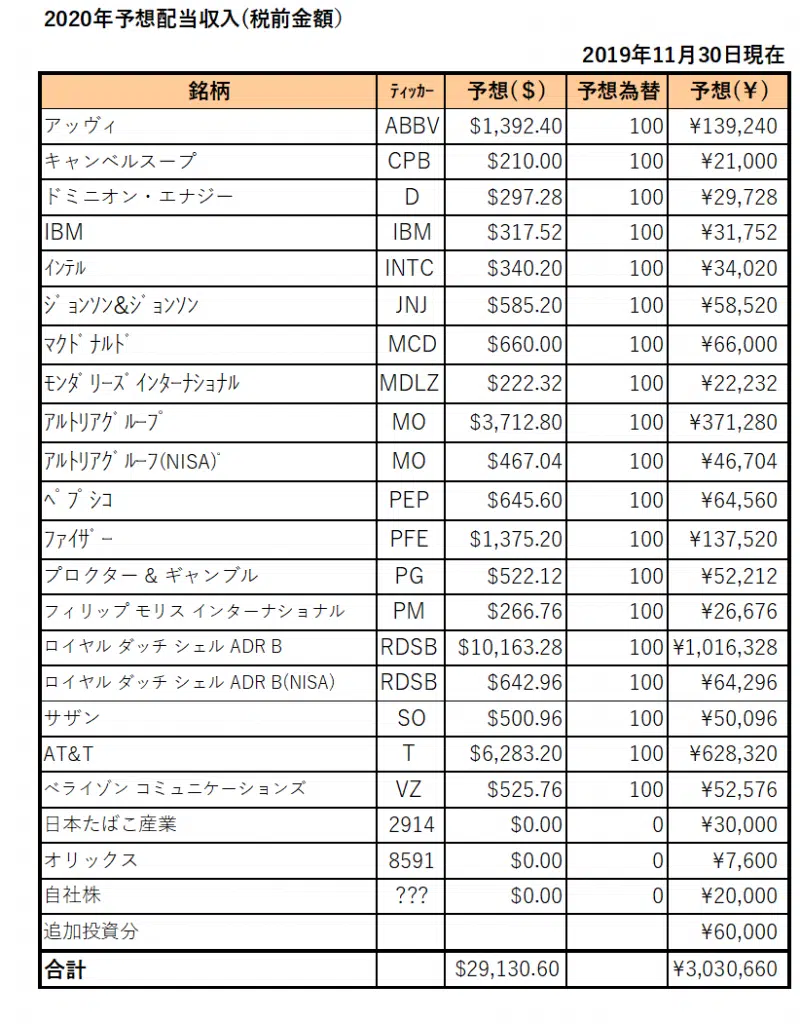 2020年予想配当収入(税前金額)
2019年11月30日現在
銘柄 ﾃｨｯｶｰ 予想($) 予想為替 予想(¥)
アッヴィ ABBV $1,392.40 100 ¥139,240
キャンベルスープ CPB $210.00 100 ¥21,000
ドミニオン・エナジー D $297.28 100 ¥29,728
IBM IBM $317.52 100 ¥31,752
ｲﾝﾃﾙ INTC $340.20 100 ¥34,020
ｼﾞｮﾝｿﾝ&ｼﾞｮﾝｿﾝ JNJ $585.20 100 ¥58,520
ﾏｸﾄﾞﾅﾙﾄﾞ MCD $660.00 100 ¥66,000
ﾓﾝﾀﾞﾘｰｽﾞｲﾝﾀｰﾅｼｮﾅﾙ MDLZ $222.32 100 ¥22,232
ｱﾙﾄﾘｱｸﾞﾙｰﾌﾟ MO $3,712.80 100 ¥371,280
ｱﾙﾄﾘｱｸﾞﾙｰﾌ(NISA)ﾟ MO $467.04 100 ¥46,704
ﾍﾟﾌﾟｼｺ PEP $645.60 100 ¥64,560
ﾌｧｲｻﾞｰ PFE $1,375.20 100 ¥137,520
プロクター & ギャンブル PG $522.12 100 ¥52,212
フィリップ モリス インターナショナル PM $266.76 100 ¥26,676
ロイヤル ダッチ シェル ADR B RDSB $10,163.28 100 ¥1,016,328
ロイヤル ダッチ シェル ADR B(NISA) RDSB $642.96 100 ¥64,296
サザン SO $500.96 100 ¥50,096
AT&T T $6,283.20 100 ¥628,320
ベライゾン コミュニケーションズ VZ $525.76 100 ¥52,576
日本たばこ産業 2914 $0.00 0 ¥30,000
オリックス 8591 $0.00 0 ¥7,600
自社株 ??? $0.00 0 ¥20,000
追加投資分 ¥60,000
合計 $29,130.60 ¥3,030,660